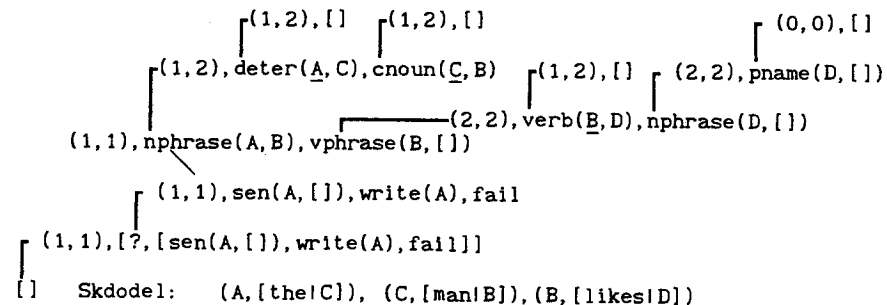 (1,2),[] (1,2),[] (0,0),[]
(1,2),deter(A,C),cnoun(C,B) (1,2),[] (2,2),pname(D,[])
(2,2),verb(B,D),nphrase(D,[])
(1,1),nphrase(A,B),vphrase(B,[])
(1,1),sen(A,[]),write(A),fail
(1,1),[?,[sen(A,[]),write(A),fail]]
[] Skdodel: (A,[the|C]), (C,[man|B]),(B,[likes|D])